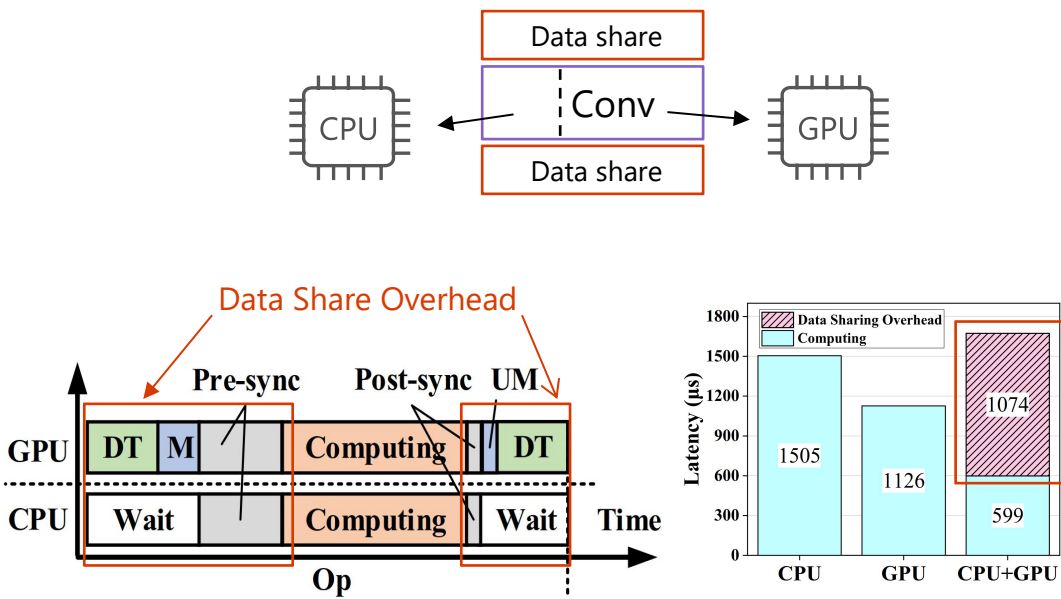 Data share
CPU
Conv
GPU
Data share
Data Share Overhead
Pre-sync
Post-sync
UM
GPU
DT
M
Computing
DT
CPU
Wait
Computing
Wait
Time
Op
Latency (μs)
1800
1500
1200
900
600
300
0
Data Sharing Overhead
Computing
1505
1126
1074
599
CPU
GPU
CPU+GPU